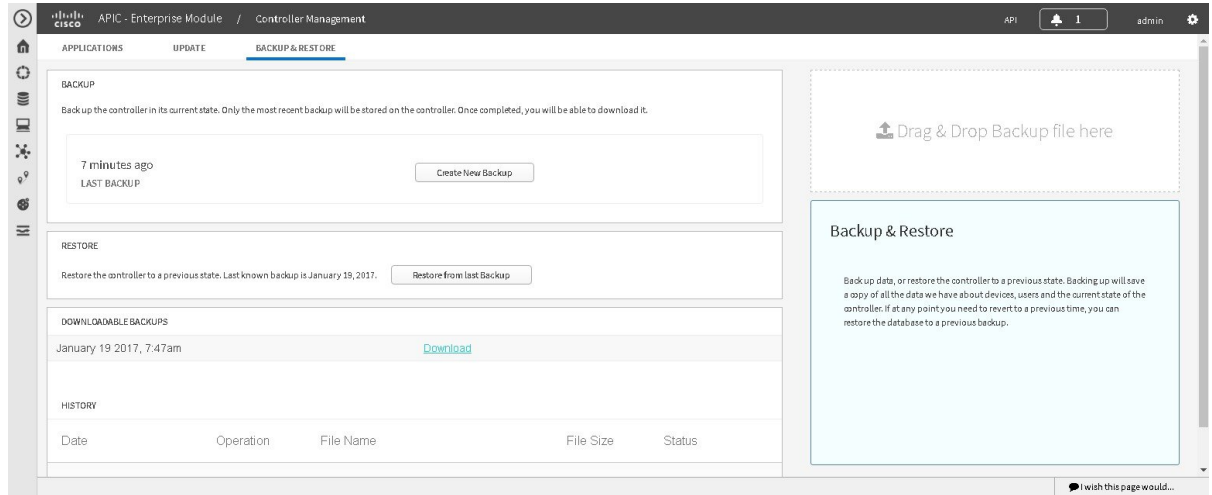 CISCO APIC - Enterprise Module / Controller Management API 1 admin
APPLICATIONS UPDATE BACKUP & RESTORE
BACKUP
Back up the controller in its current state. Only the most recent backup will be stored on the controller. Once completed, you will be able to download it.
7 minutes ago
LAST BACKUP
Create New Backup
RESTORE
Restore the controller to a previous state. Last known backup is January 19, 2017. Restore from last Backup
DOWNLOADABLE BACKUPS
January 19 2017, 7:47am Download
HISTORY
Date Operation File Name File Size Status
Drag & Drop Backup file here
Backup & Restore
Back up data, or restore the controller to a previous state. Backing up will save
a copy of all the data we have about devices, users and the current state of the
controller. If at any point you need to revert to a previous time, you can
restore the database to a previous backup.
I wish this page would...